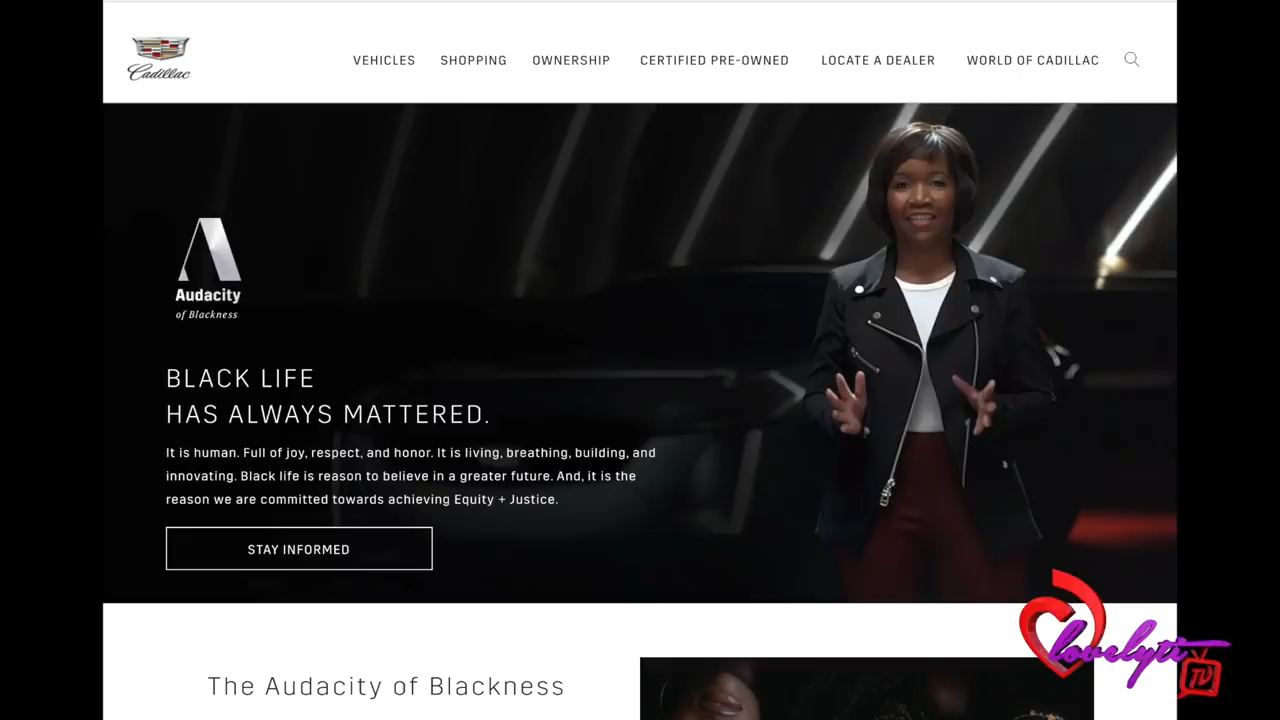 Cadillac
VEHICLES SHOPPING OWNERSHIP CERTIFIED PRE-OWNED LOCATE A DEALER WORLD OF CADILLAC
Audacity
of Blackness
BLACK LIFE
HAS ALWAYS MATTERED.
It is human. Full of joy, respect, and honor. It is living, breathing, building, and
innovating. Black life is reason to believe in a greater future. And, it is the
reason we are committed towards achieving Equity + Justice.
STAY INFORMED
The Audacity of Blackness
lovelyti
TV